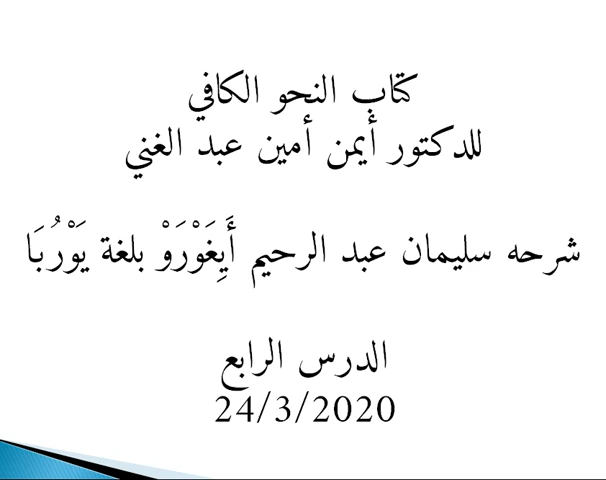 كتاب النحو الكافي
للدكتور أيمن أمين عبد الغني
شرحه سليمان عبد الرحيم أَيِغَوْرَوْ بلغة يَوْرُبَا
الدرس الرابع
24/3/2020